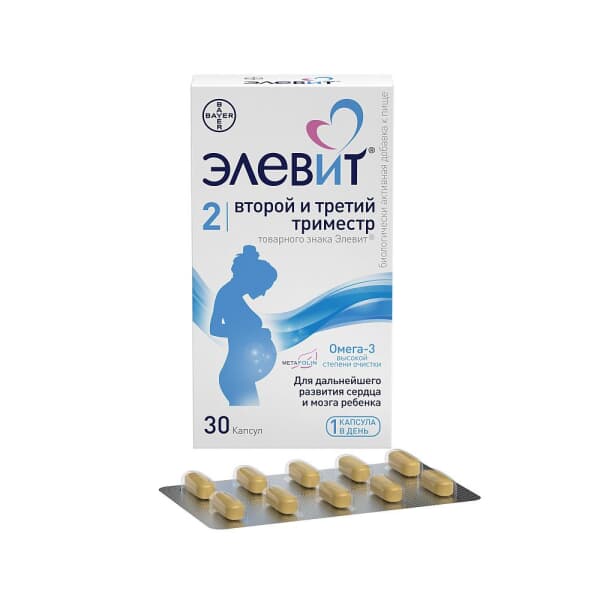 BAYER
BAYER
ЭЛЕВИТ®
2 | второй и третий
триместр
товарного знака Элевит®
биологически активная добавка к пище
METAFOLIN
Омега-3
ВЫСОКОЙ
СТЕПЕНИ ОЧИСТКИ
Для дальнейшего
развития сердца
и мозга ребенка
30 Капсул
1 КАПСУЛА
В ДЕНЬ